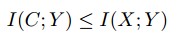 I(C; Y) ≤ I(X; Y)